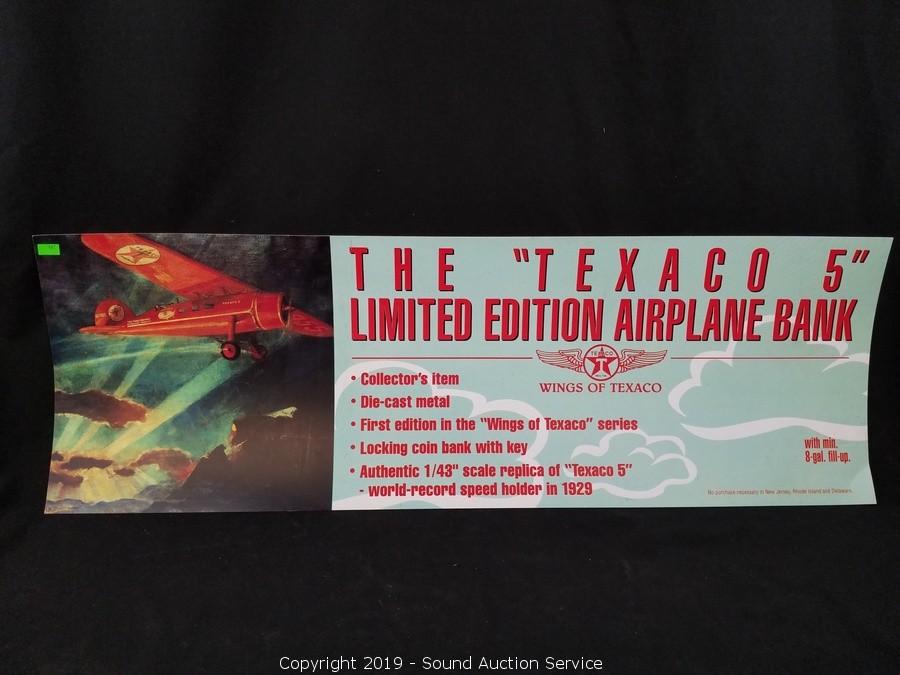 THE "TEXACO 5"
LIMITED EDITION AIRPLANE BANK
TEXACO
T
WINGS OF TEXACO
• Collector's item
• Die-cast metal
• First edition in the "Wings of Texaco" series
• Locking coin bank with key
• Authentic 1/43" scale replica of "Texaco 5"
- world-record speed holder in 1929
with min.
8-gal. fill-up.
No purchase necessary in New Jersey, Rhode Island and Delaware.
Copyright 2019 - Sound Auction Service